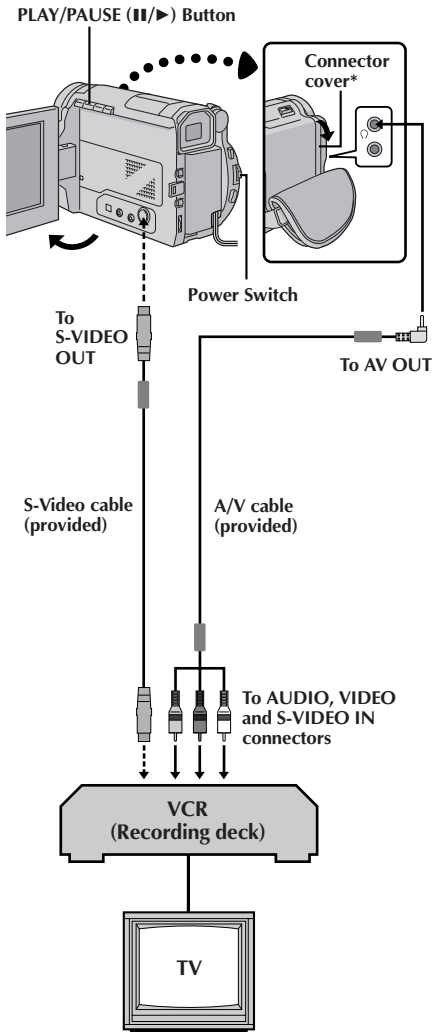 PLAY/PAUSE (II/►) Button
Connector
cover*
Power Switch
To
S-VIDEO
OUT
To AV OUT
S-Video cable
(provided)
A/V cable
(provided)
To AUDIO, VIDEO
and S-VIDEO IN
connectors
VCR
(Recording deck)
TV